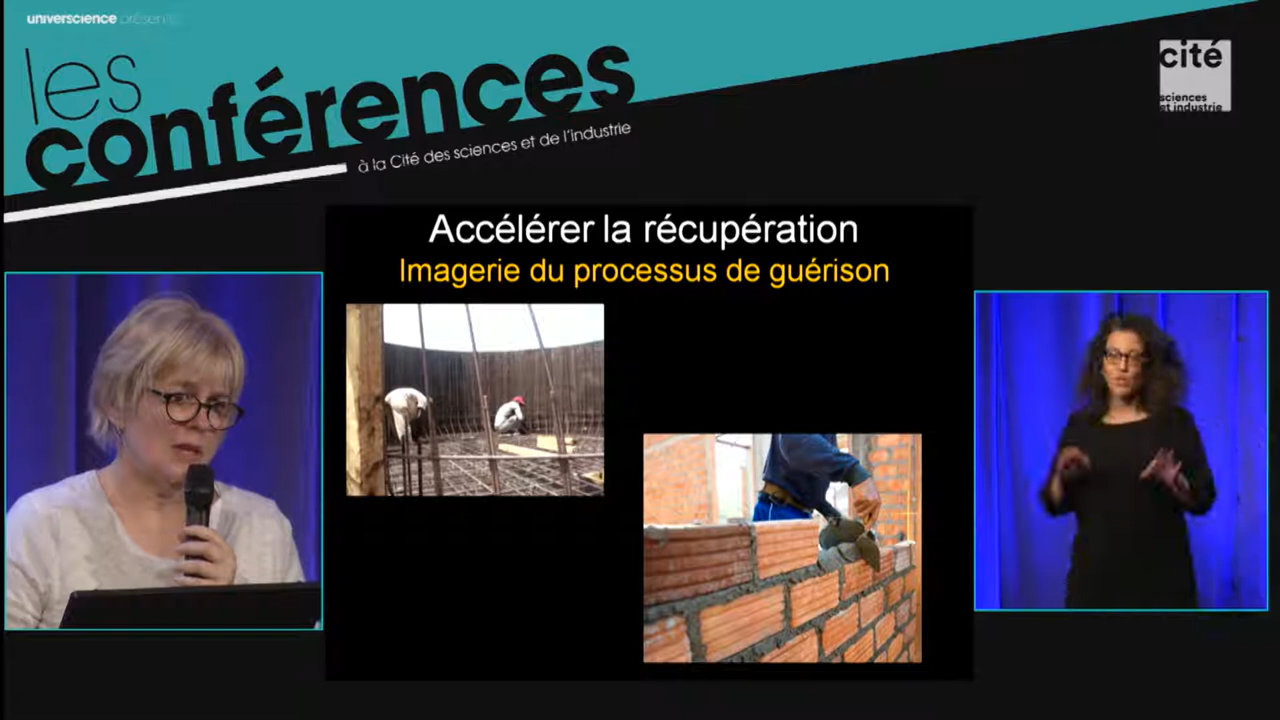 universcience présente
les
conférences
à la Cité des sciences et de l'industrie
cité
sciences
et industrie
Accélérer la récupération
Imagerie du processus de guérison